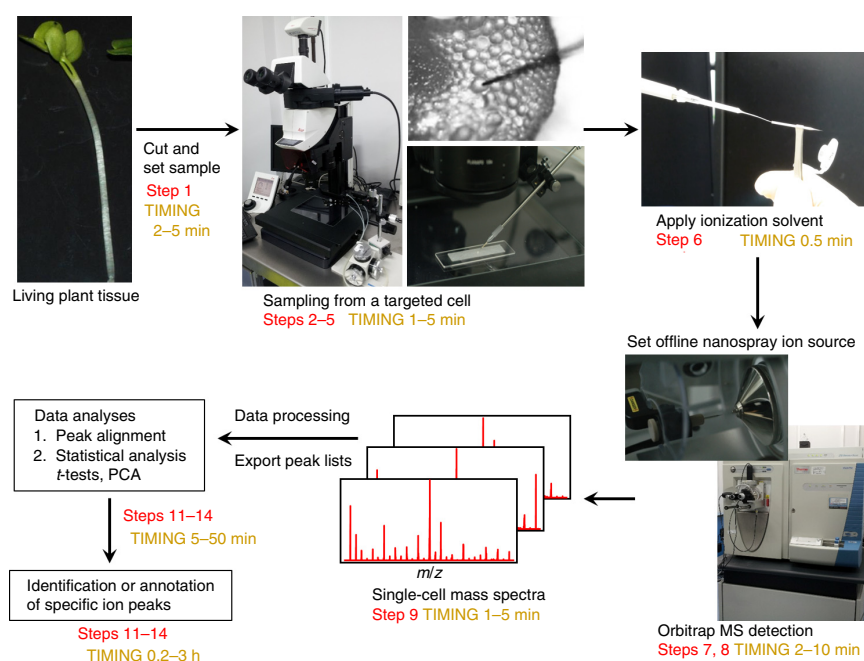 Living plant tissue
Cut and
set sample
Step 1
TIMING
2–5 min
Sampling from a targeted cell
Steps 2–5 TIMING 1–5 min
Apply ionization solvent
Step 6 TIMING 0.5 min
Set offline nanospray ion source
Orbitrap MS detection
Steps 7, 8 TIMING 2–10 min
m/z
Single-cell mass spectra
Step 9 TIMING 1–5 min
Data processing
Export peak lists
Data analyses
1. Peak alignment
2. Statistical analysis
t-tests, PCA
Steps 11–14
TIMING 5–50 min
Identification or annotation
of specific ion peaks
Steps 11–14
TIMING 0.2–3 h